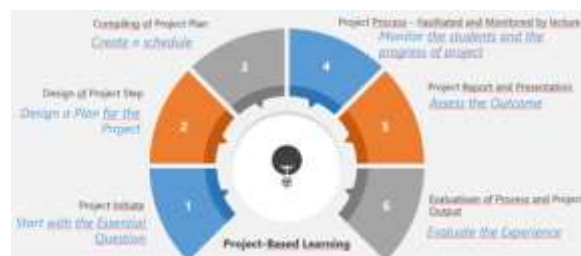 Compiling of Project Plan
Create a schedule
3
Project Process - Facilitated and Monitored by lecture
Monitor the students and the
progress of project
4
Design of Project Step
Design a Plan for the
Project
2
Project Report and Presentation
Assess the Outcome
5
Project Initiate
Start with the Essential
Question
1
Evaluation of Process and Project
Output
Evaluate the Experience
6
Project-Based Learning